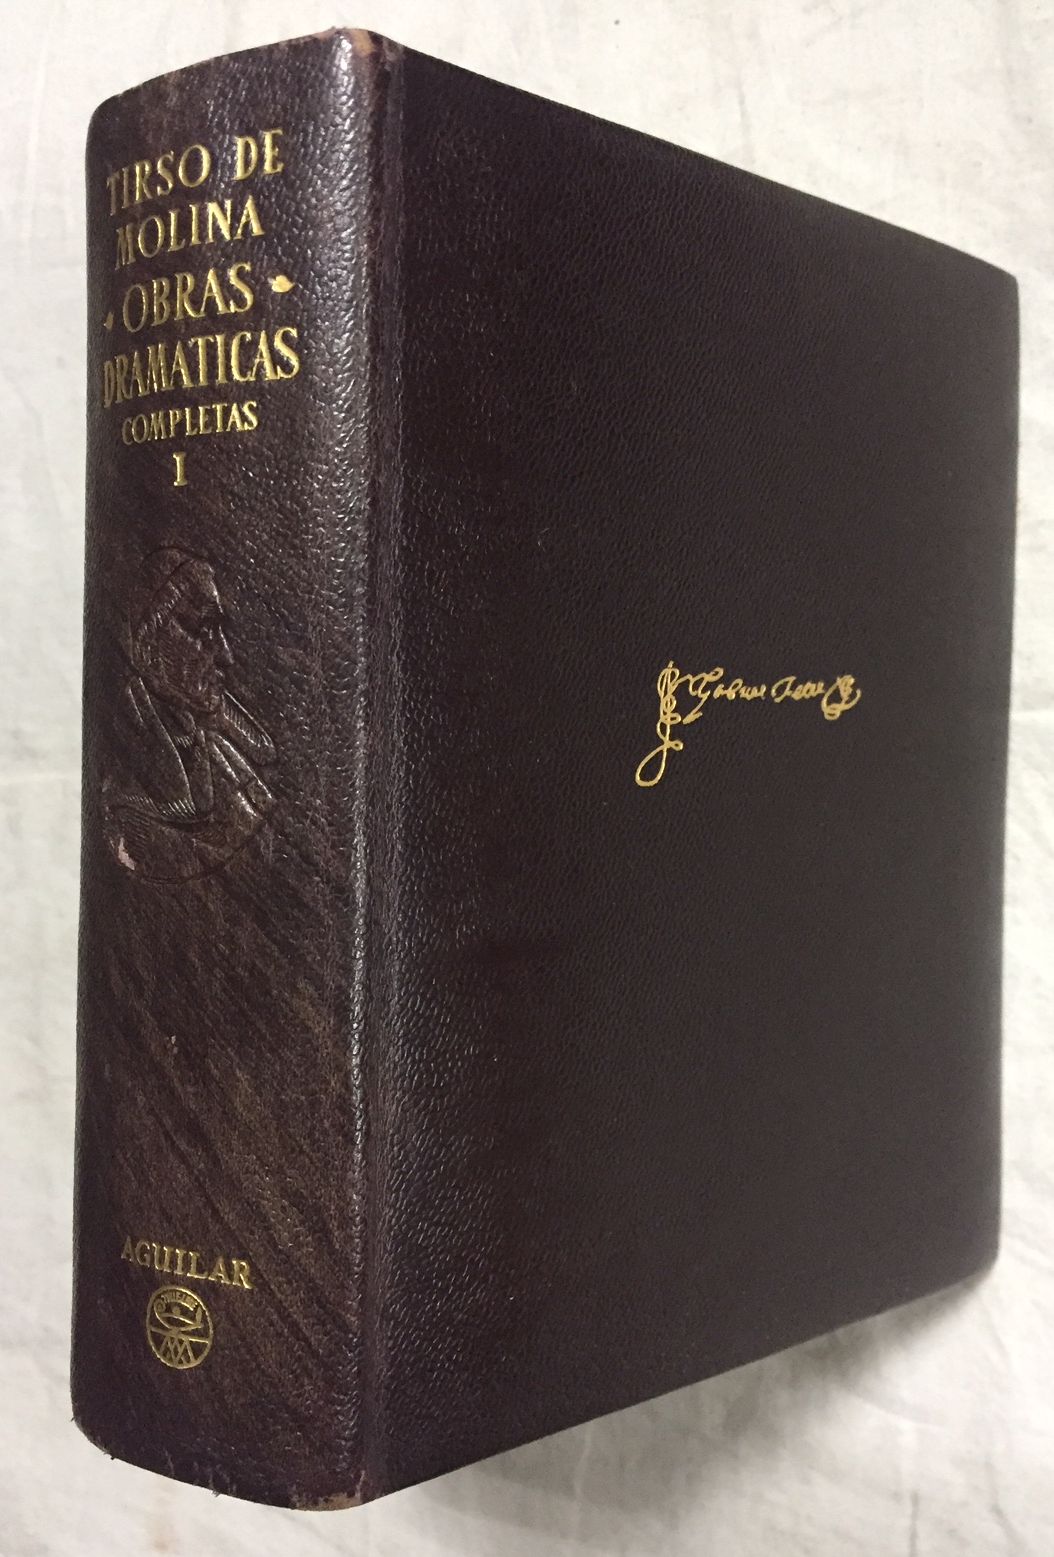 TIRSO DE
MOLINA
OBRAS
DRAMATICAS
COMPLETAS
I
AGUILAR